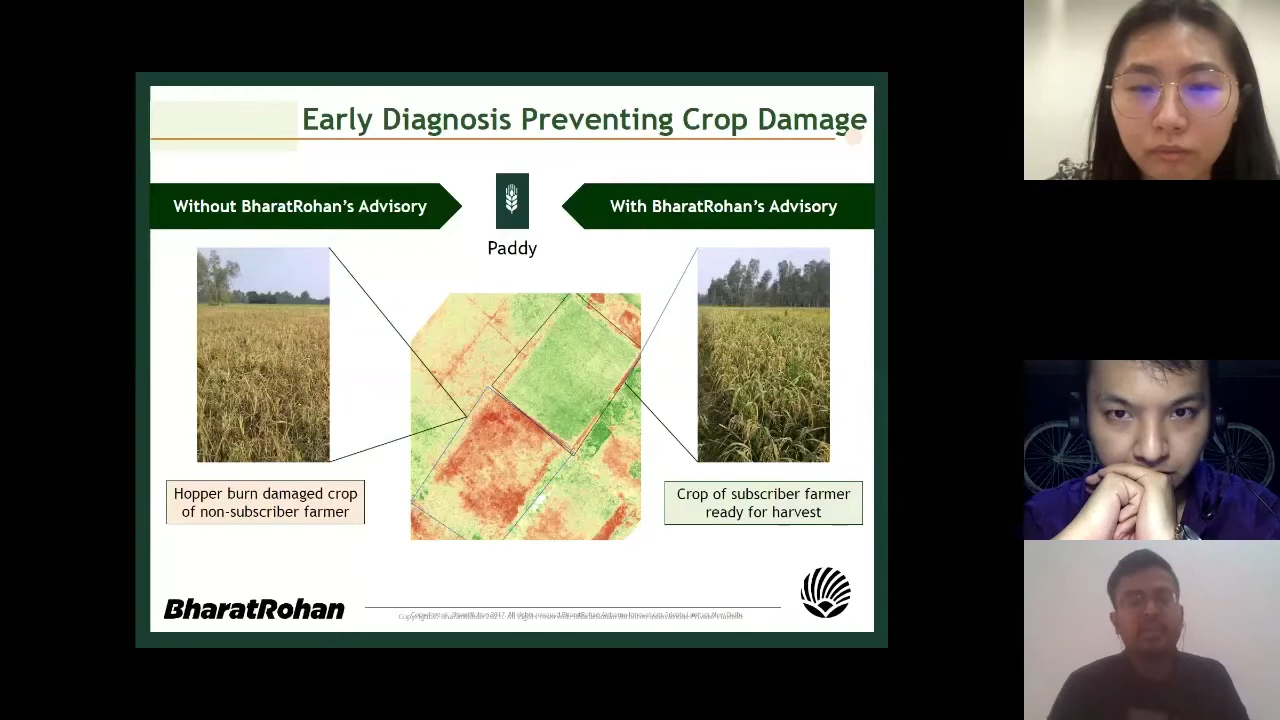 Early Diagnosis Preventing Crop Damage
Without BharatRohan's Advisory
With BharatRohan's Advisory
Paddy
Hopper burn damaged crop
of non-subscriber farmer
Crop of subscriber farmer
ready for harvest
BharatRohan